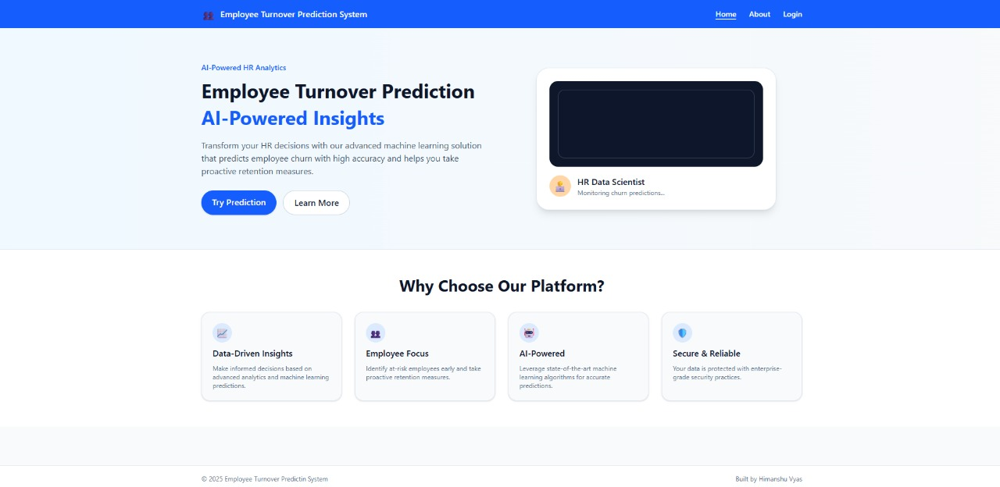 Employee Turnover Prediction System
Home About Login
AI-Powered HR Analytics
Employee Turnover Prediction
AI-Powered Insights
Transform your HR decisions with our advanced machine learning solution
that predicts employee churn with high accuracy and helps you take
proactive retention measures.
Try Prediction Learn More
HR Data Scientist
Monitoring churn predictions...
Why Choose Our Platform?
Data-Driven Insights
Make informed decisions based on
advanced analytics and machine learning
predictions.
Employee Focus
Identify at-risk employees early and take
proactive retention measures.
AI-Powered
Leverage state-of-the-art machine
learning algorithms for accurate
predictions.
Secure & Reliable
Your data is protected with enterprise-
grade security practices.
© 2025 Employee Turnover Predictin System
Built by Himanshu Vyas